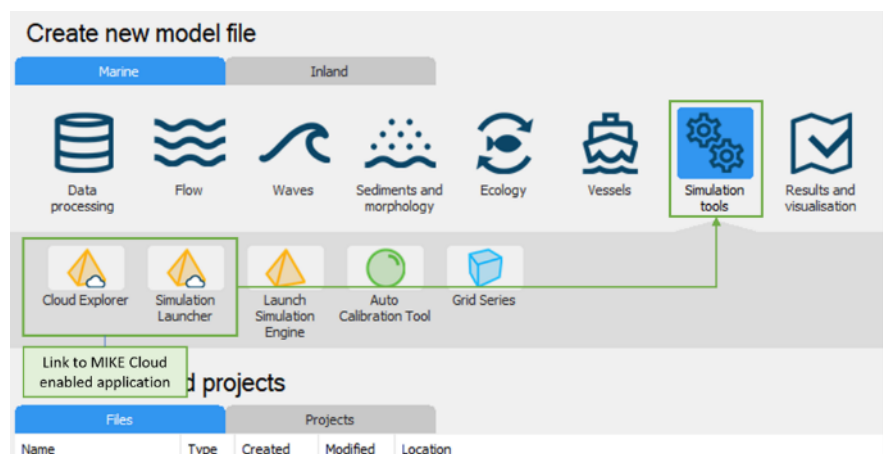 Create new model file
Marine
Inland
Data
processing
Flow
Waves
Sediments and
morphology
Ecology
Vessels
Simulation
tools
Results and
visualisation
Cloud Explorer
Simulation
Launcher
Launch
Simulation
Engine
Auto
Calibration Tool
Grid Series
Link to MIKE Cloud
enabled application
d projects
Files
Projects
Name
Type
Created
Modified
Location